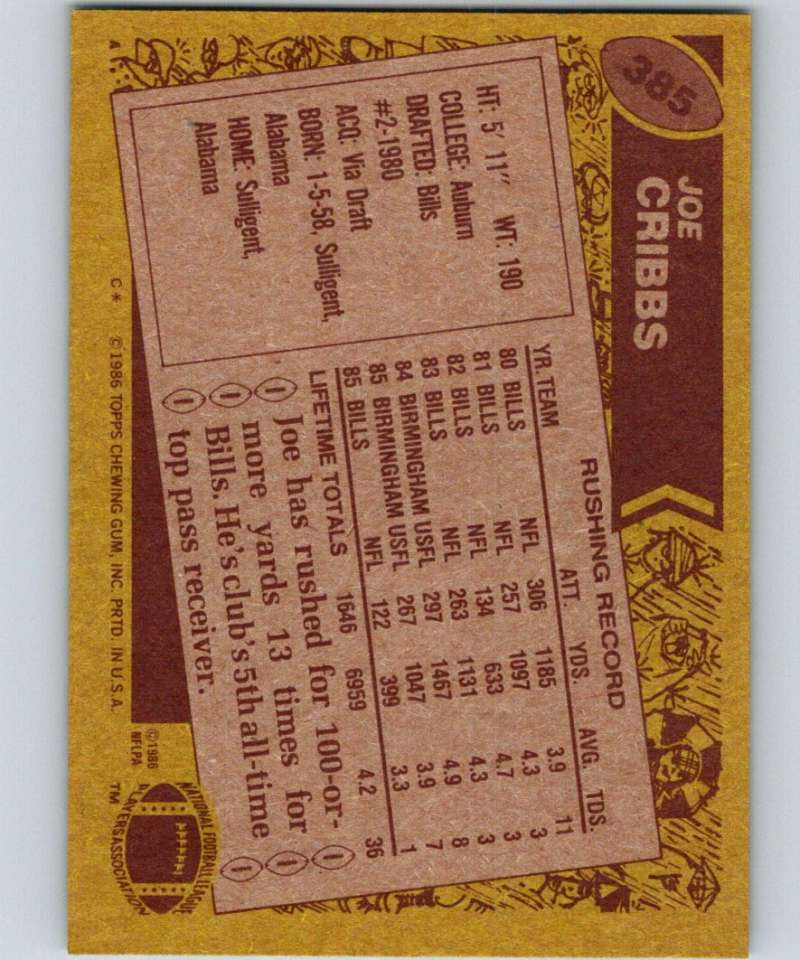 385
JOE
CRIBBS
HT: 5' 11" WT: 190
COLLEGE: Auburn
DRAFTED: Bills
#2-1980
ACQ: Via Draft
BORN: 1-5-58, Sulligent,
Alabama
HOME: Sulligent,
Alabama
RUSHING RECORD
YR. TEAM ATT. YDS. AVG. TDS.
80 BILLS NFL 306 1185 3.9 11
81 BILLS NFL 257 1097 4.3 3
82 BILLS NFL 134 633 4.7 3
83 BILLS NFL 263 1131 4.3 3
84 BIRMINGHAM USFL 297 1467 4.9 8
85 BIRMINGHAM USFL 267 1047 3.9 7
85 BILLS NFL 122 399 3.3 1
LIFETIME TOTALS 1646 6959 4.2 36
Joe has rushed for 100-or-
more yards 13 times for
Bills. He's club's 5th all-time
top pass receiver.
C* ©1986 TOPPS CHEWING GUM, INC. PRTD. IN U.S.A.
©1986
NFLPA
NATIONAL FOOTBALL LEAGUE
PLAYERS ASSOCIATION
TM